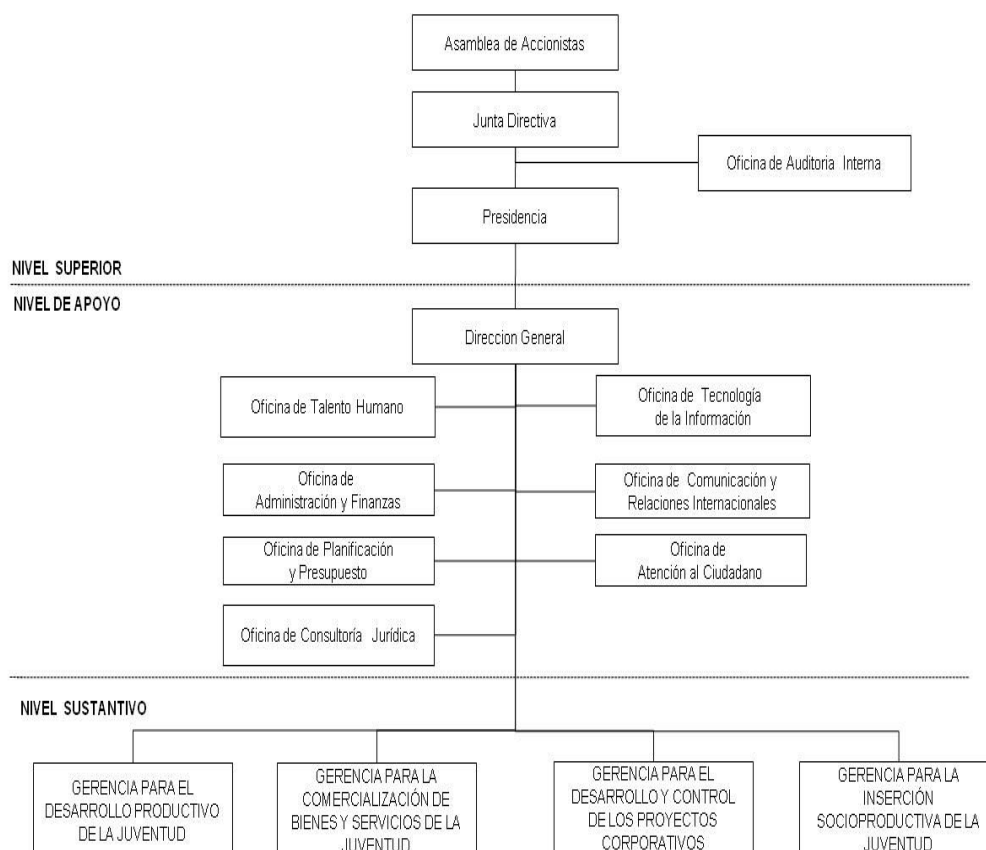 Asamblea de Accionistas
Junta Directiva
Oficina de Auditoria Interna
Presidencia
NIVEL SUPERIOR
NIVEL DE APOYO
Direccion General
Oficina de Talento Humano
Oficina de Tecnología
de la Información
Oficina de
Administración y Finanzas
Oficina de Comunicación y
Relaciones Internacionales
Oficina de Planificación
y Presupuesto
Oficina de
Atención al Ciudadano
Oficina de Consultoría Jurídica
NIVEL SUSTANTIVO
GERENCIA PARA EL
DESARROLLO PRODUCTIVO
DE LA JUVENTUD
GERENCIA PARA LA
COMERCIALIZACIÓN DE
BIENES Y SERVICIOS DE LA
JUVENTUD
GERENCIA PARA EL
DESARROLLO Y CONTROL
DE LOS PROYECTOS
CORPORATIVOS
GERENCIA PARA LA
INSERCIÓN
SOCIOPRODUCTIVA DE LA
JUVENTUD